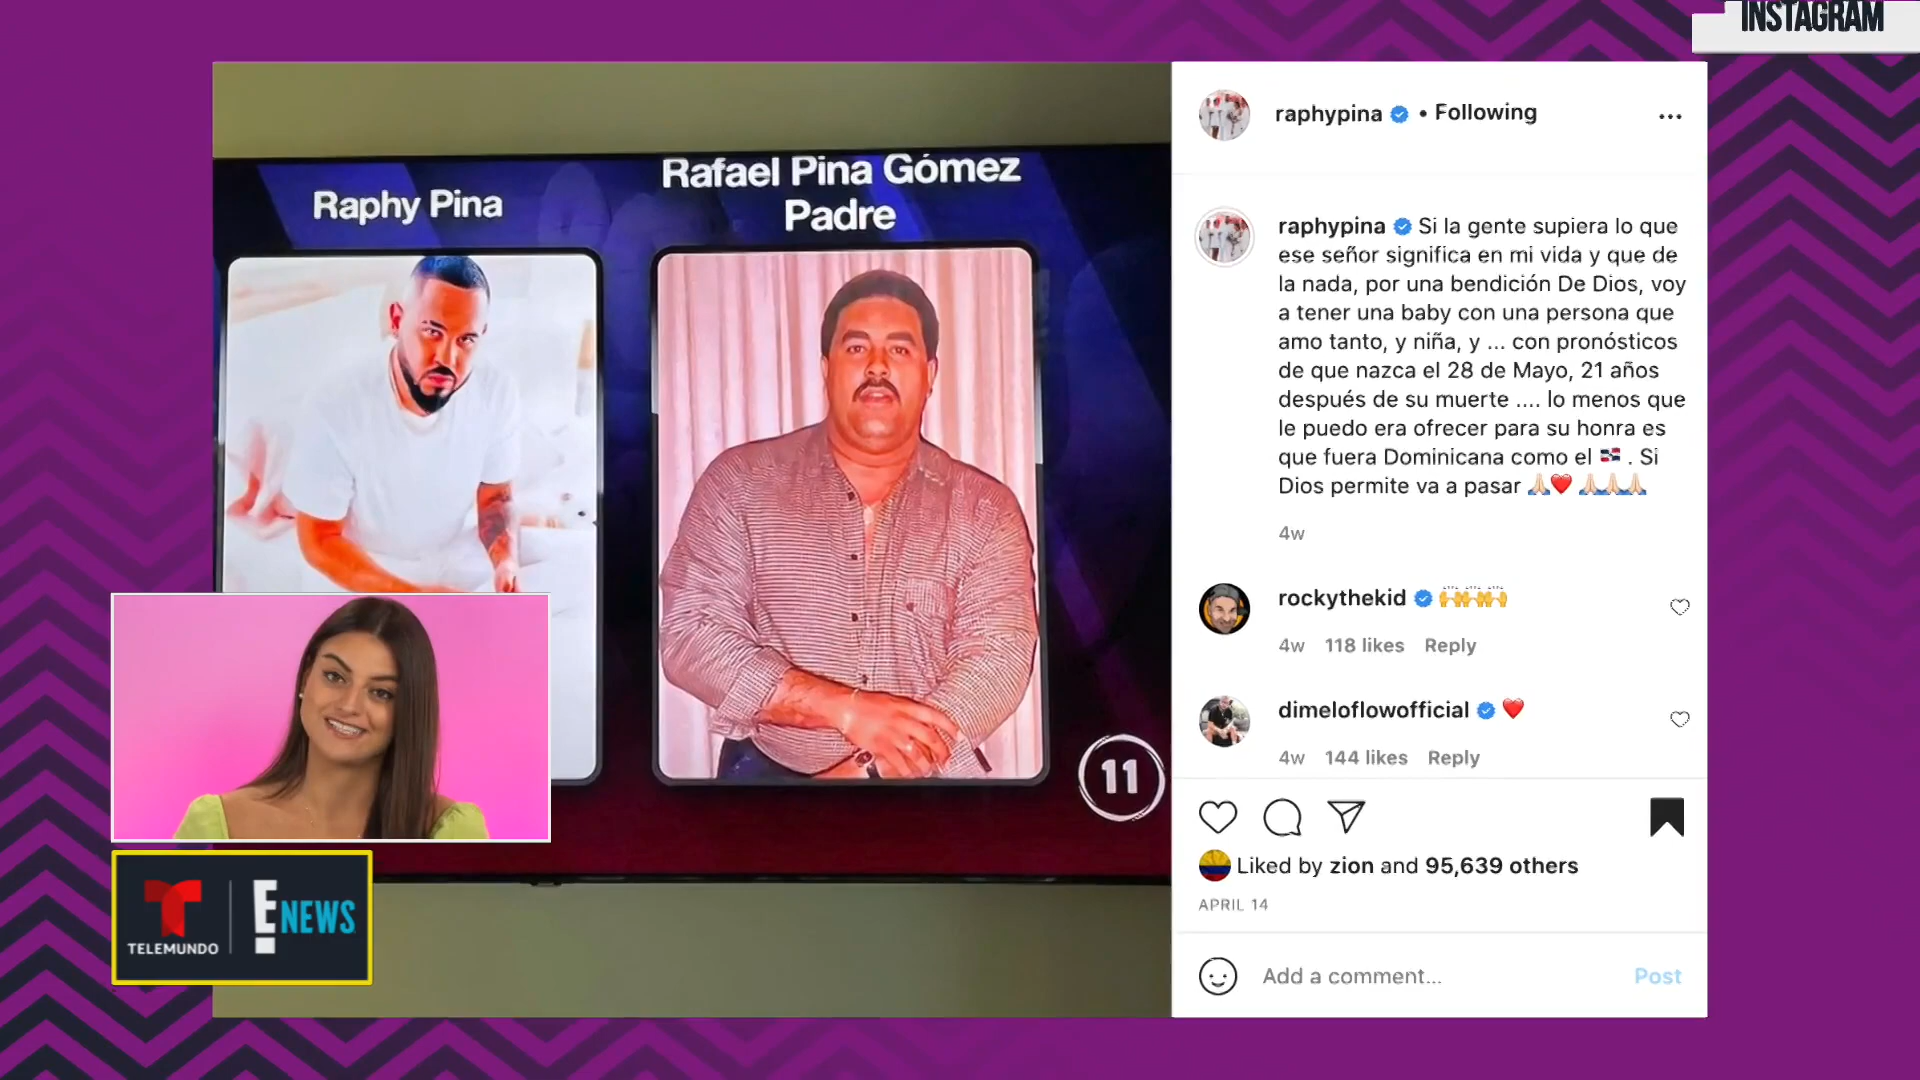 INSTAGRAM
Raphy Pina
Rafael Pina Gómez
Padre
11
TELEMUNDO
E! NEWS
raphypina • Following
raphypina Si la gente supiera lo que
ese señor significa en mi vida y que de
la nada, por una bendición De Dios, voy
a tener una baby con una persona que
amo tanto, y niña, y ... con pronósticos
de que nazca el 28 de Mayo, 21 años
después de su muerte .... lo menos que
le puedo era ofrecer para su honra es
que fuera Dominicana como el 🇩🇴 . Si
Dios permite va a pasar 🙏🏻❤️ 🙏🏻🙏🏻🙏🏻
4w
rockythekid 🙌🙌🙌
4w 118 likes Reply
dimeloflowofficial ❤️
4w 144 likes Reply
Liked by zion and 95,639 others
APRIL 14
Add a comment... Post